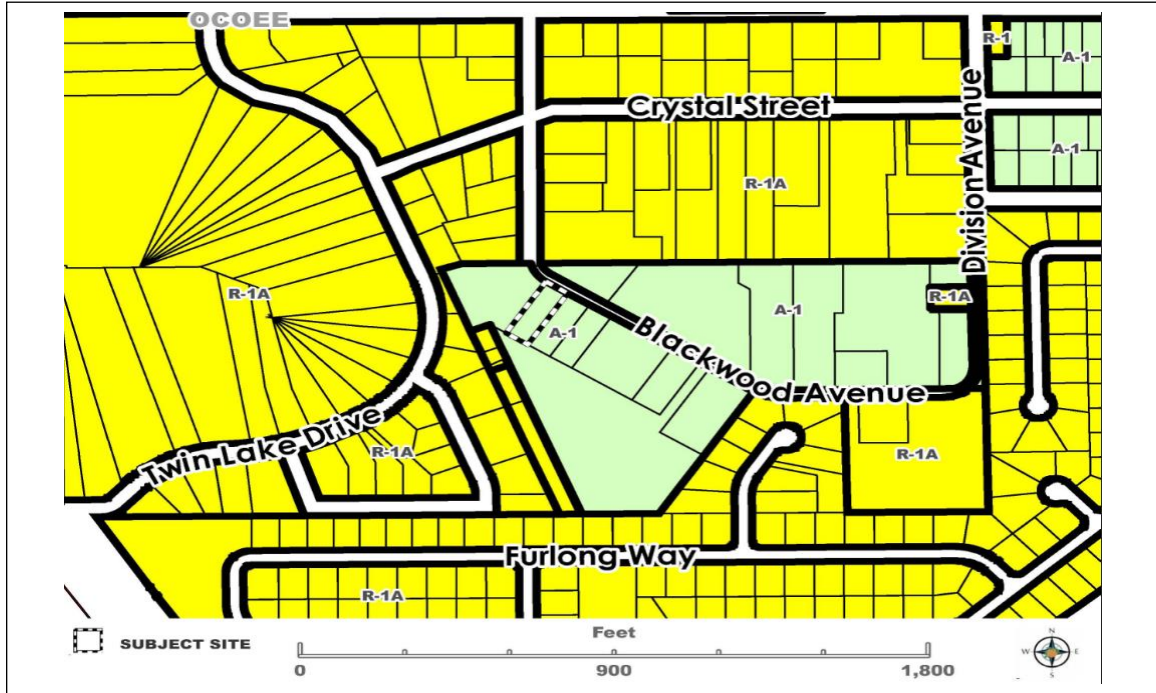 OCOEE
R-1
A-1
Crystal Street
Division Avenue
A-1
R-1A
R-1A
R-1A
A-1
A-1
Blackwood Avenue
Twin Lake Drive
R-1A
R-1A
Furlong Way
R-1A
SUBJECT SITE
Feet
0 900 1,800
N
W E
S